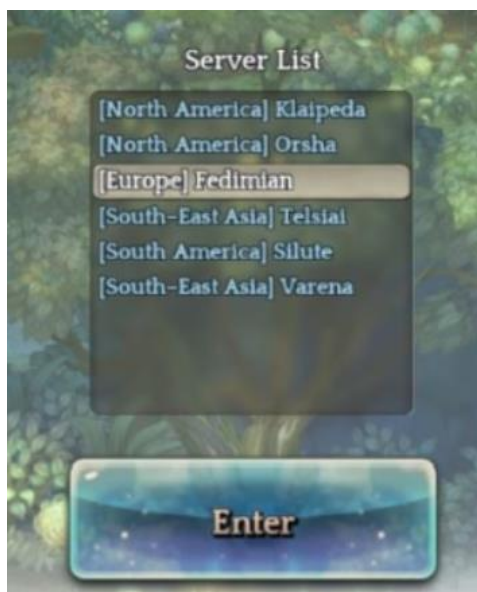 Server List
[North America] Klaipeda
[North America] Orsha
[Europe] Fedimian
[South-East Asia] Telsiai
[South America] Silute
[South-East Asia] Varena
Enter